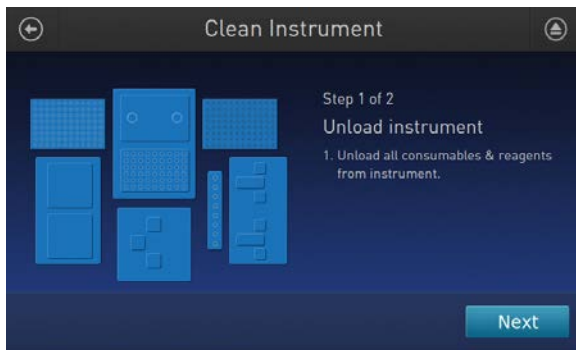 Clean Instrument
Step 1 of 2
Unload instrument
1. Unload all consumables & reagents
from instrument.
Next